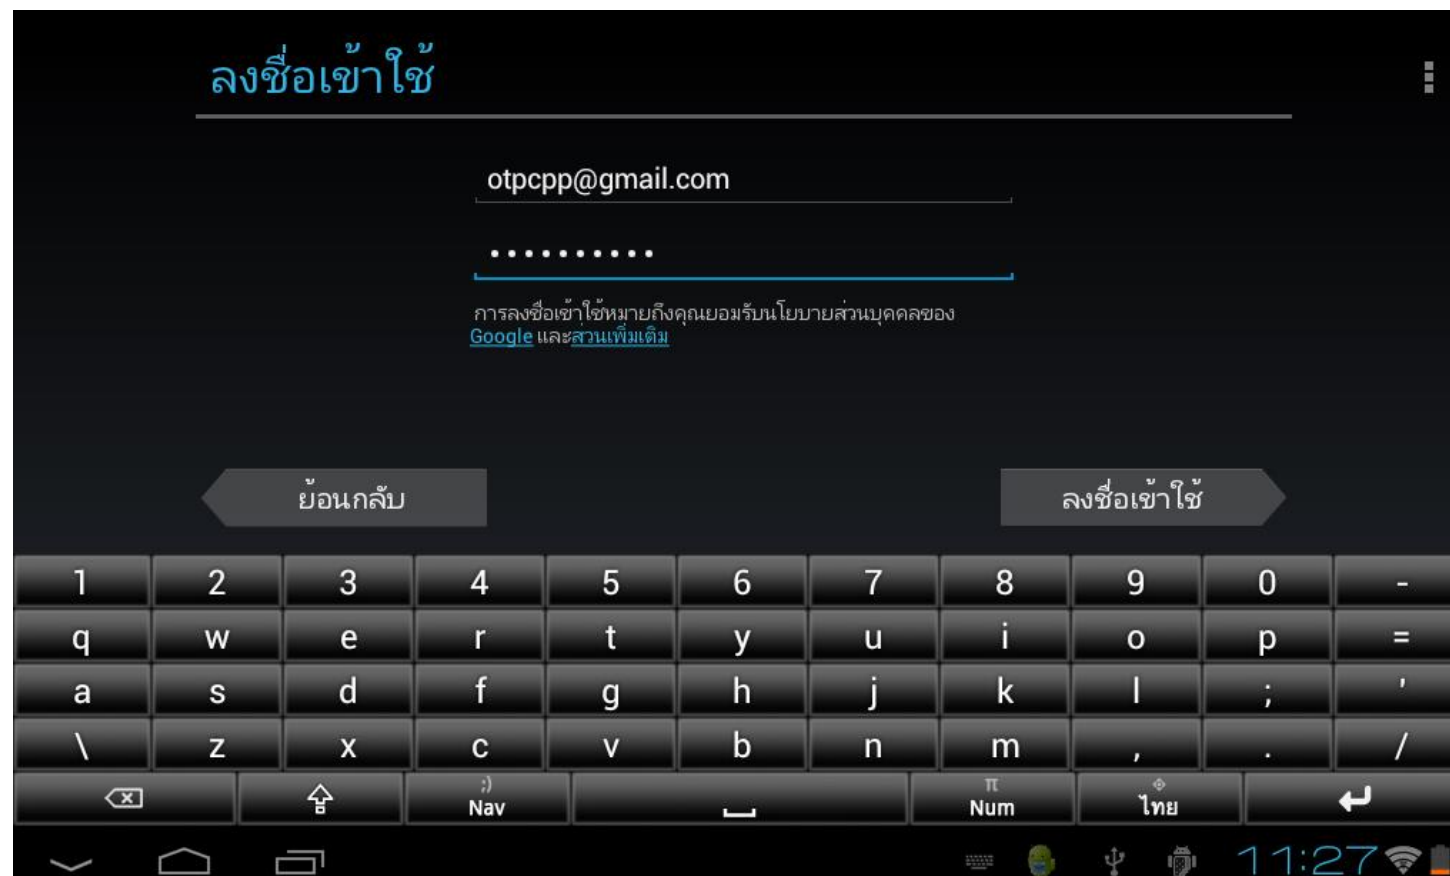 ลงชื่อเข้าใช้
otpcpp@gmail.com
การลงชื่อเข้าใช้หมายถึงคุณยอมรับนโยบายส่วนบุคคลของ
Google และส่วนเพิ่มเติม
ย้อนกลับ ลงชื่อเข้าใช้
1 2 3 4 5 6 7 8 9 0 -
q w e r t y u i o p =
a s d f g h j k l ; '
\ z x c v b n m , . /
;) π
Nav Num ไทย
11:27